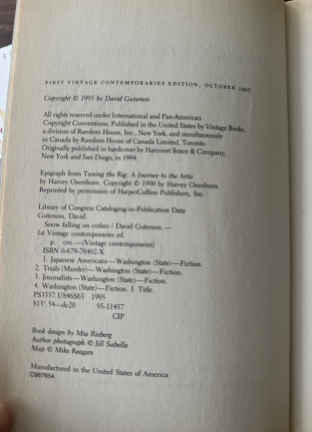 FIRST VINTAGE CONTEMPORARIES EDITION, OCTOBER 1995
Copyright © 1995 by David Guterson
All rights reserved under International and Pan-American
Copyright Conventions. Published in the United States by Vintage Books,
a division of Random House, Inc., New York, and simultaneously
in Canada by Random House of Canada Limited, Toronto.
Originally published in hardcover by Harcourt Brace & Company,
New York and San Diego, in 1994.
Epigraph from Tuning the Rig: A Journey to the Arctic
by Harvey Oxenhorn. Copyright © 1990 by Harvey Oxenhorn.
Reprinted by permission of HarperCollins Publishers, Inc.
Library of Congress Cataloging-in-Publication Data
Guterson, David.
Snow falling on cedars / David Guterson. —
1st Vintage contemporaries ed.
p. cm.—(Vintage contemporaries)
ISBN 0-679-76402-X
1. Japanese Americans—Washington (State)—Fiction.
2. Trials (Murder)—Washington (State)—Fiction.
3. Journalists—Washington (State)—Fiction.
4. Washington (State)—Fiction. I. Title.
PS3557.U846S63 1995
813'.54—dc20 95-11457
CIP
Book design by Mia Risberg
Author photograph © Jill Sabella
Map © Mike Reagan
Manufactured in the United States of America